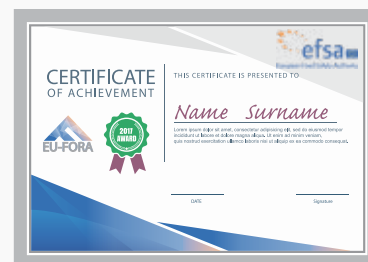 efsa
European Food Safety Authority
CERTIFICATE
OF ACHIEVEMENT
THIS CERTIFICATE IS PRESENTED TO
Name Surname
Lorem ipsum dolor sit amet, consectetur adipiscing elit, sed do eiusmod tempor
incididunt ut labore et dolore magna aliqua. Ut enim ad minim veniam,
quis nostrud exercitation ullamco laboris nisi ut aliquip ex ea commodo consequat.
EU-FORA
2017
AWARD
DATE
Signature